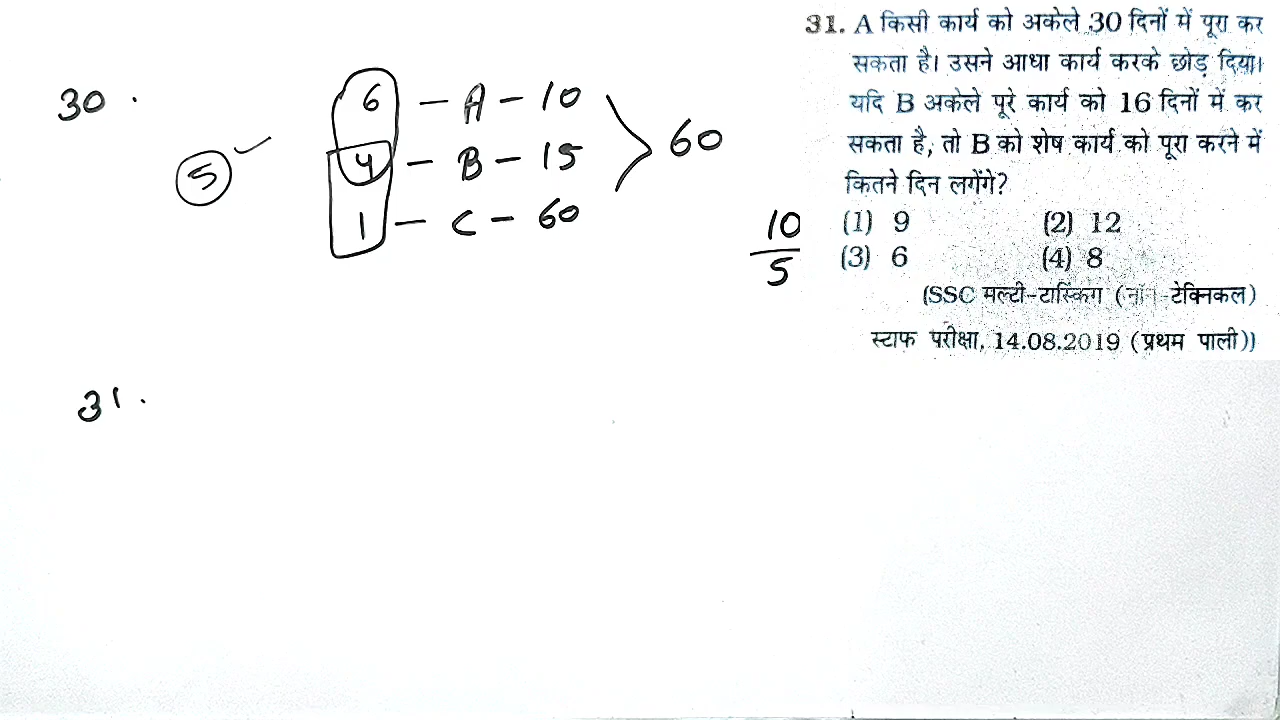 30 .
6 – A – 10
4 – B – 15
1 – C – 60
60
5
10
5
31. A किसी कार्य को अकेले 30 दिनों में पूरा कर
सकता है। उसने आधा कार्य करके छोड़ दिया।
यदि B अकेले पूरे कार्य को 16 दिनों में कर
सकता है, तो B को शेष कार्य को पूरा करने में
कितने दिन लगेंगे?
(1) 9 (2) 12
(3) 6 (4) 8
(SSC मल्टी-टास्किंग (नॉन-टेक्निकल)
स्टाफ परीक्षा, 14.08.2019 (प्रथम पाली))
31.